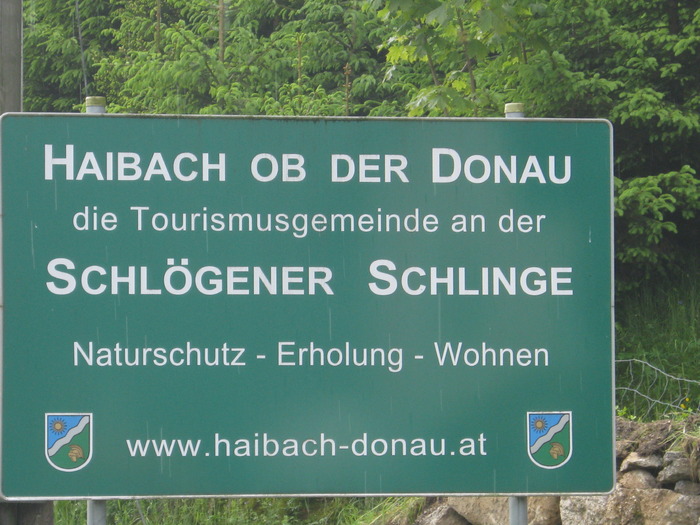 HAIBACH OB DER DONAU
die Tourismusgemeinde an der
SCHLÖGENER SCHLINGE
Naturschutz - Erholung - Wohnen
www.haibach-donau.at